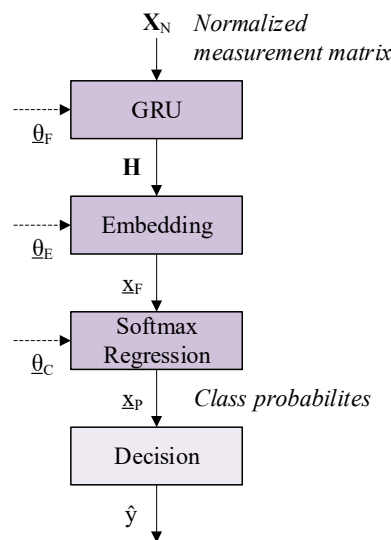 X_N Normalized
measurement matrix
GRU
θ_F
H
Embedding
θ_E
x_F
Softmax
Regression
θ_C
x_P Class probabilites
Decision
ŷ